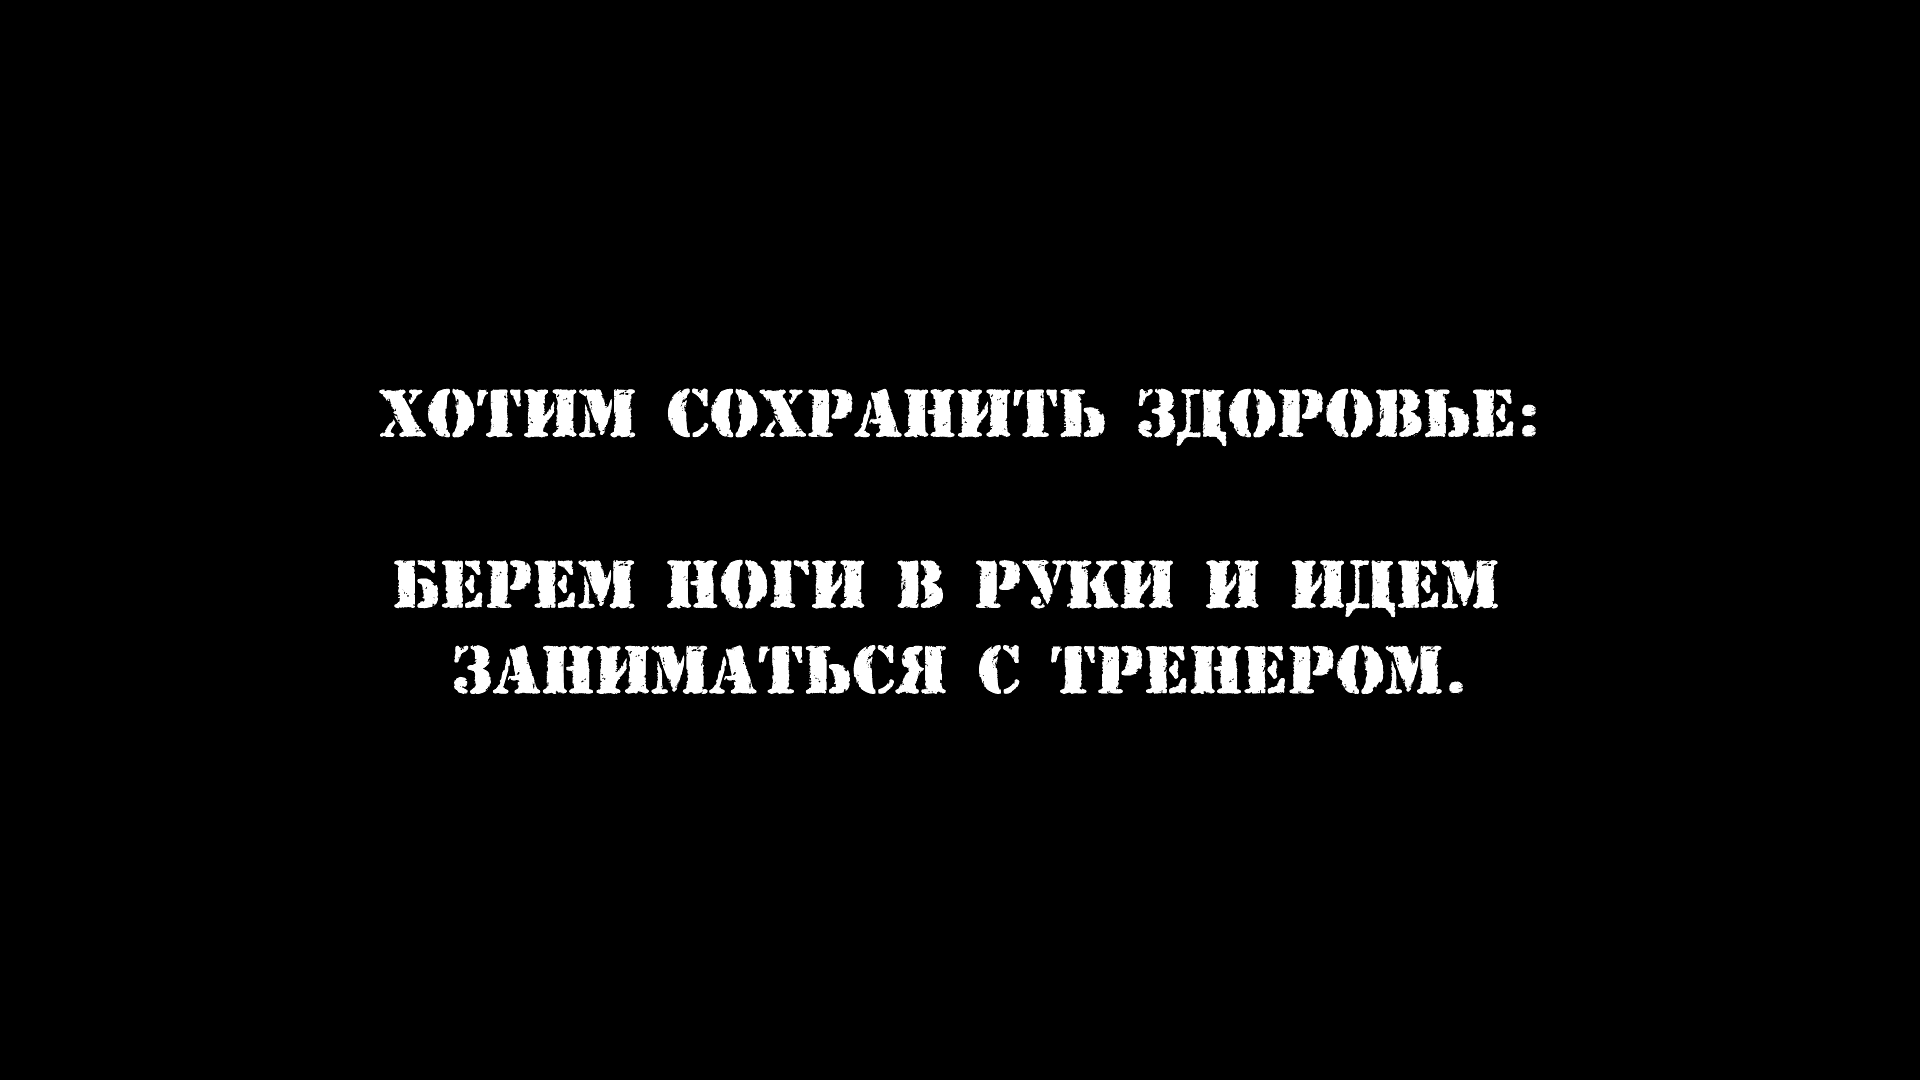 ХОТИМ СОХРАНИТЬ ЗДОРОВЬЕ:
БЕРЕМ НОГИ В РУКИ И ИДЕМ
ЗАНИМАТЬСЯ С ТРЕНЕРОМ.